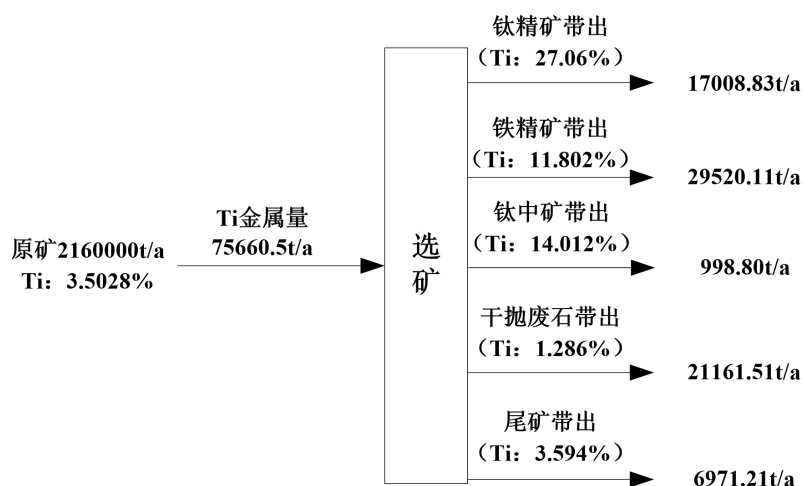 钛精矿带出
（Ti：27.06%）
17008.83t/a
铁精矿带出
（Ti：11.802%）
29520.11t/a
Ti金属量
75660.5t/a
原矿2160000t/a
Ti：3.5028%
选
矿
钛中矿带出
（Ti：14.012%）
998.80t/a
干抛废石带出
（Ti：1.286%）
21161.51t/a
尾矿带出
（Ti：3.594%）
6971.21t/a